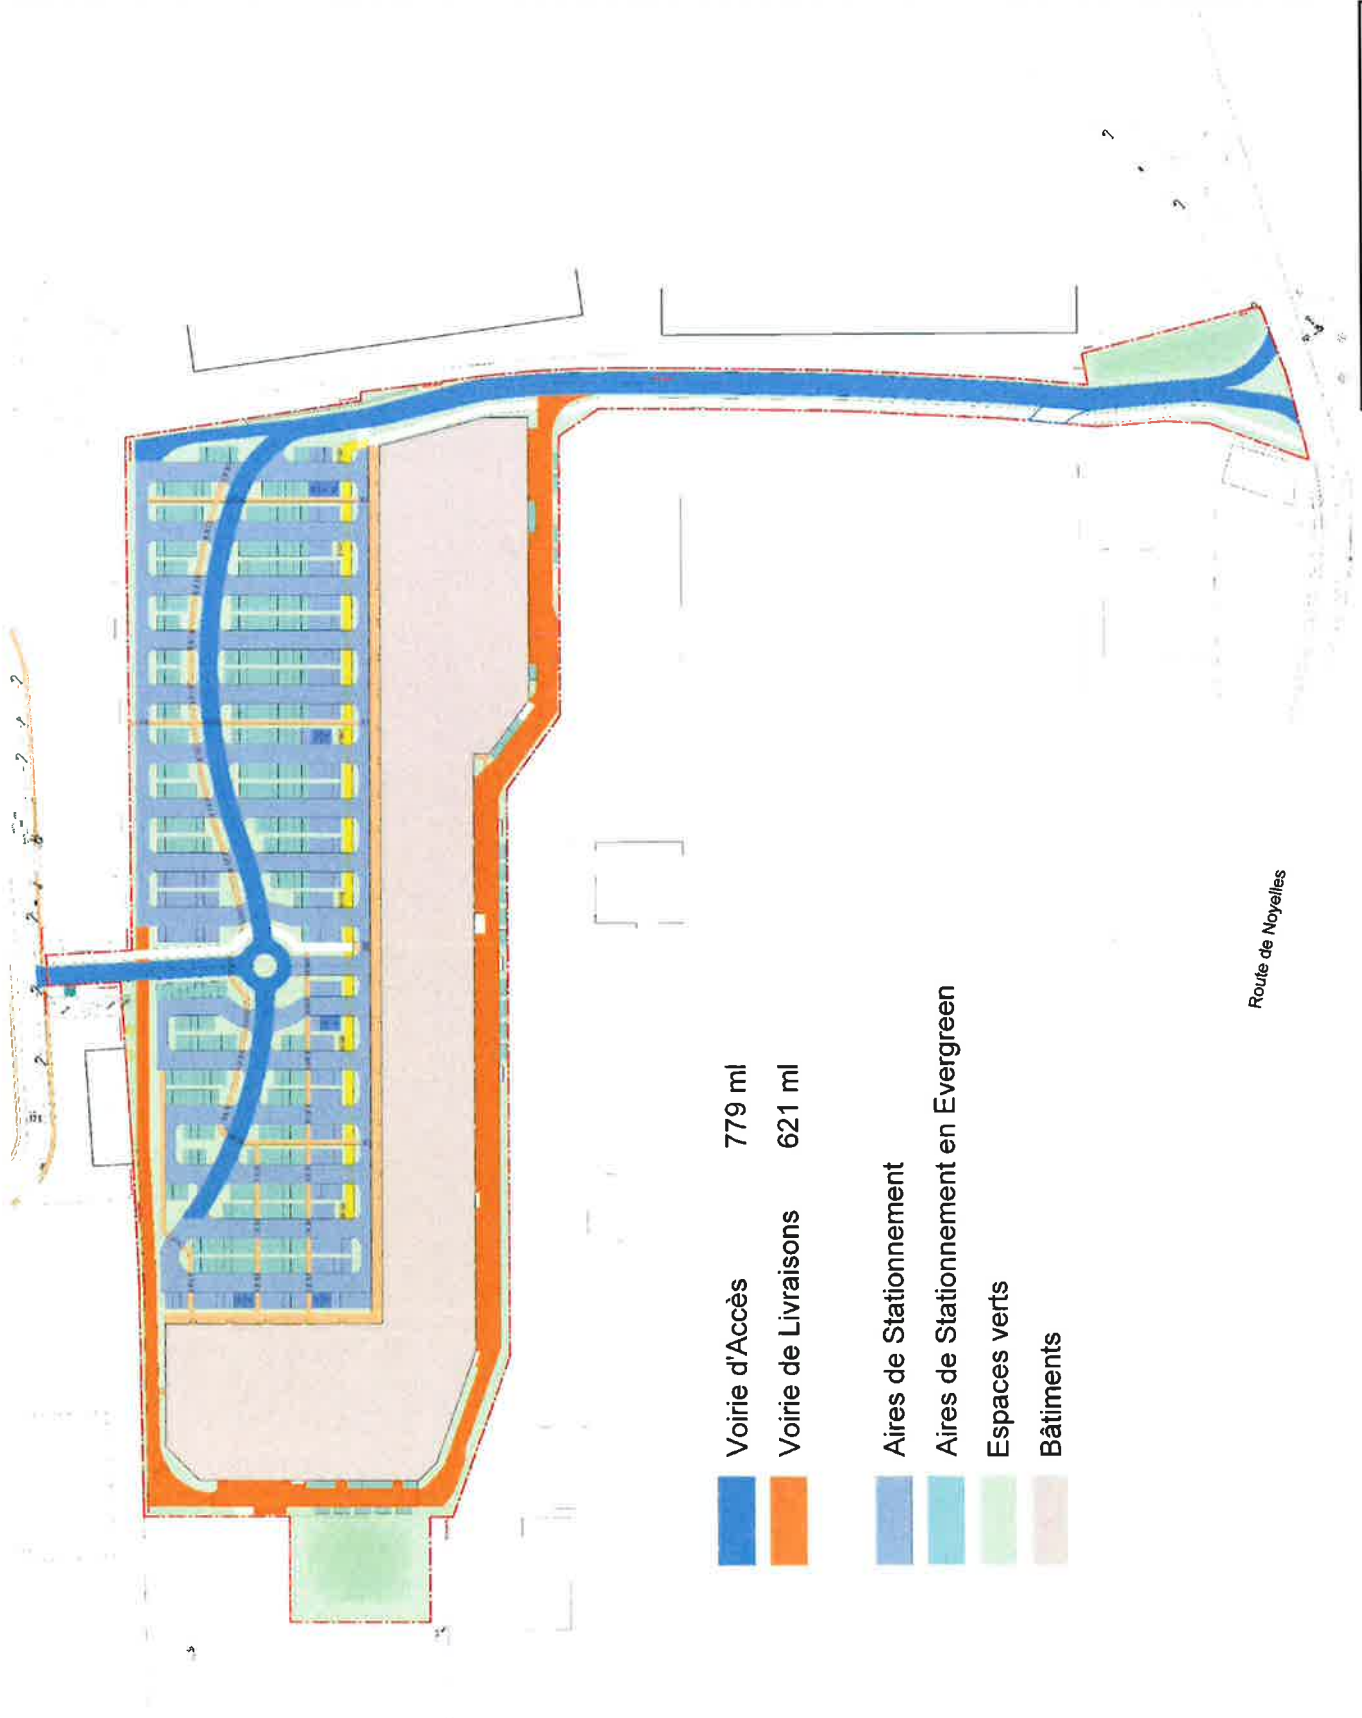 Voirie d'Accès 779 ml
Voirie de Livraisons 621 ml
Aires de Stationnement
Aires de Stationnement en Evergreen
Espaces verts
Bâtiments
Route de Noyelles